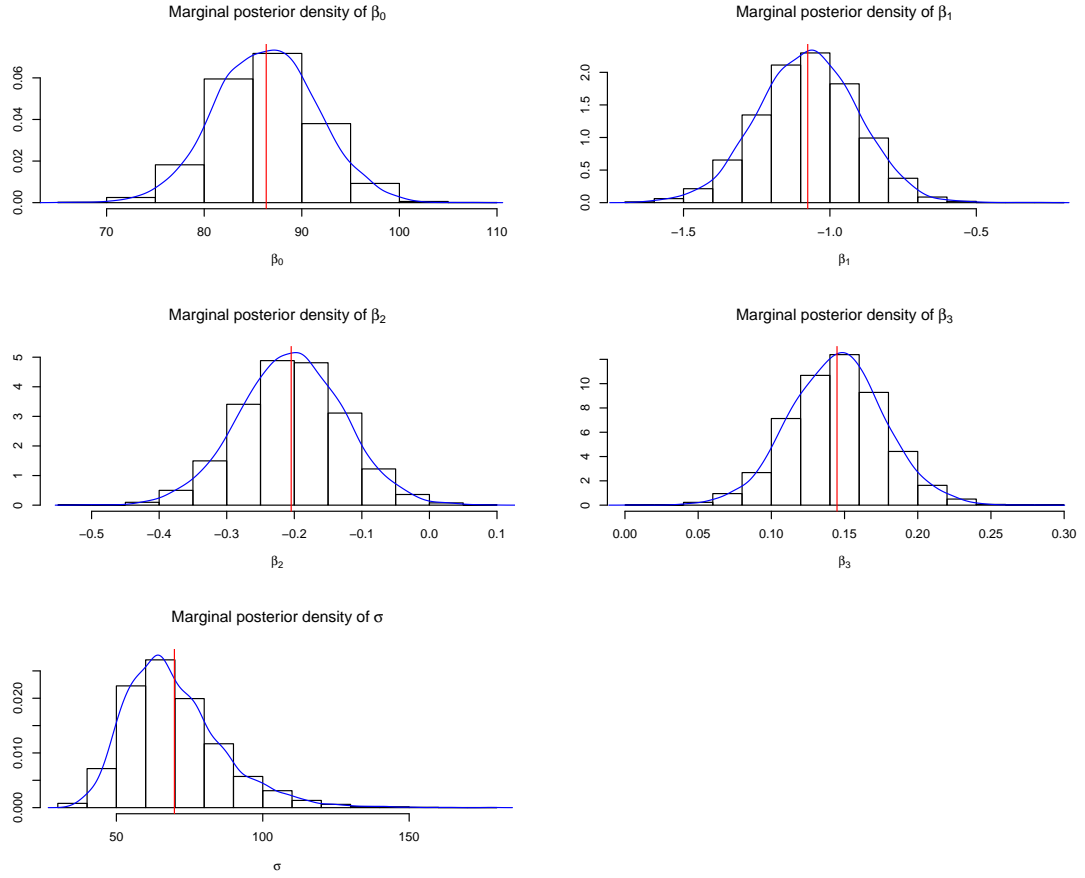 Marginal posterior density of β₀
0.00 0.02 0.04 0.06
70 80 90 100 110
β₀
Marginal posterior density of β₁
0.0 0.5 1.0 1.5 2.0
−1.5 −1.0 −0.5
β₁
Marginal posterior density of β₂
0 1 2 3 4 5
−0.5 −0.4 −0.3 −0.2 −0.1 0.0 0.1
β₂
Marginal posterior density of β₃
0 2 4 6 8 10
0.00 0.05 0.10 0.15 0.20 0.25 0.30
β₃
Marginal posterior density of σ
0.000 0.010 0.020
50 100 150
σ